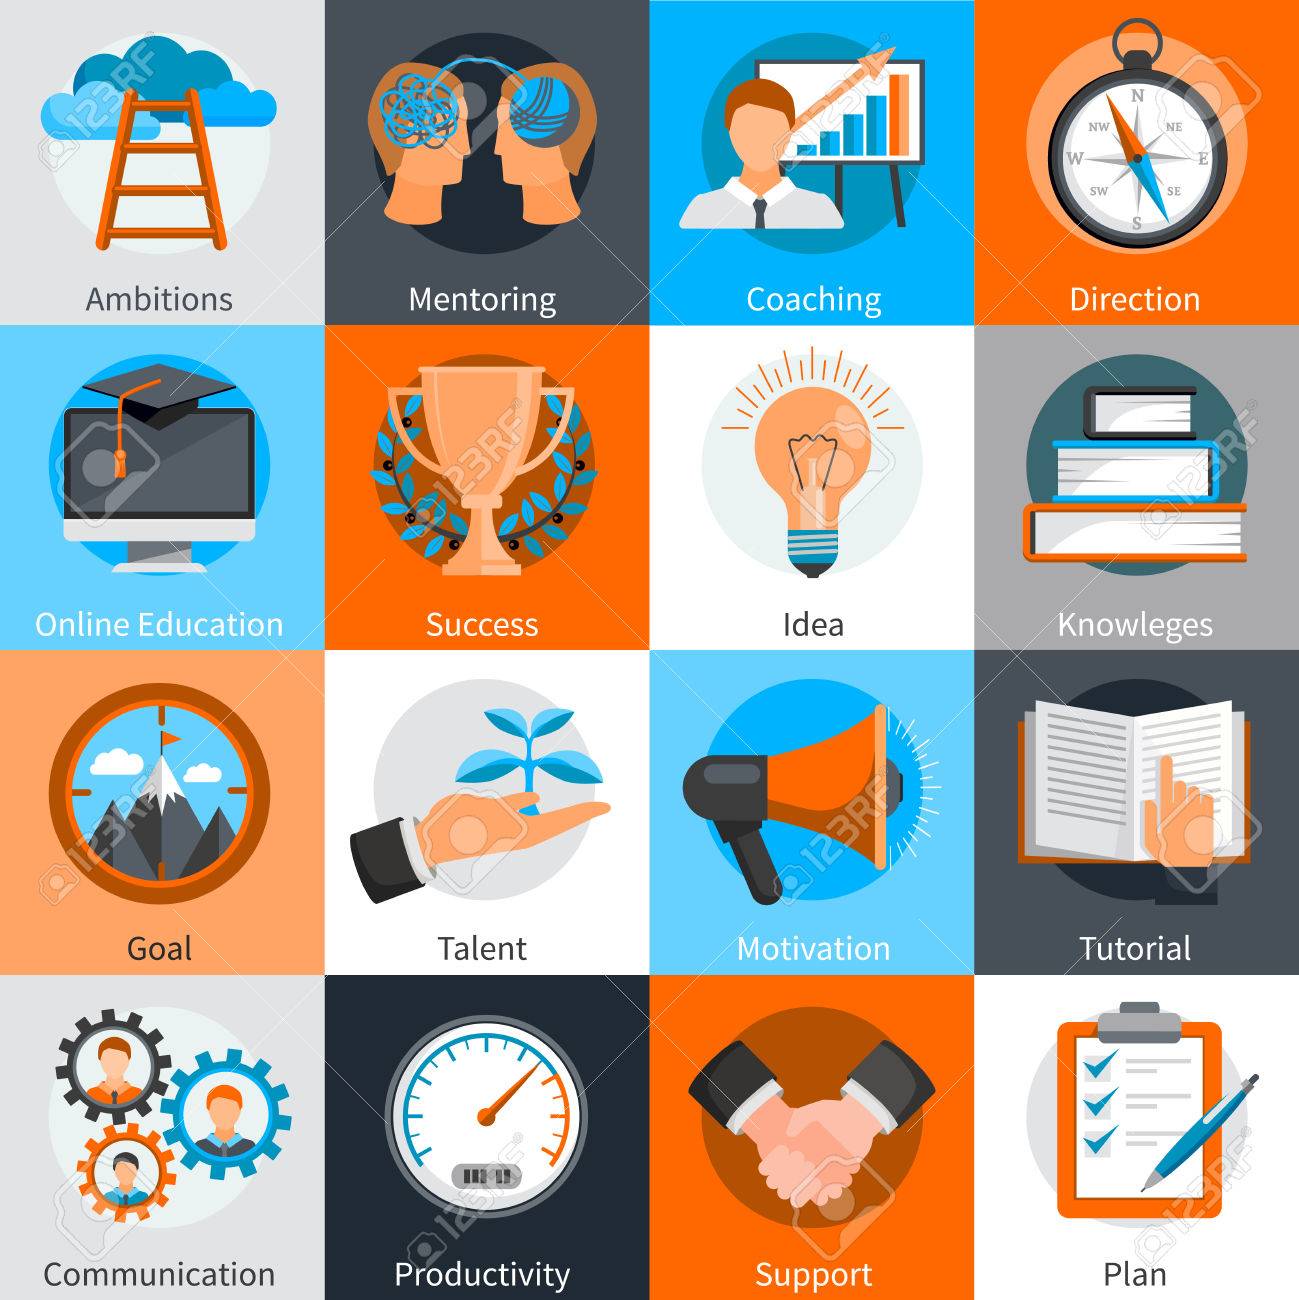 Ambitions
Mentoring
Coaching
N
NW NE
W E
SW SE
S
Direction
Online Education
Success
Idea
Knowleges
Goal
Talent
Motivation
Tutorial
Communication
Productivity
Support
Plan
123RF